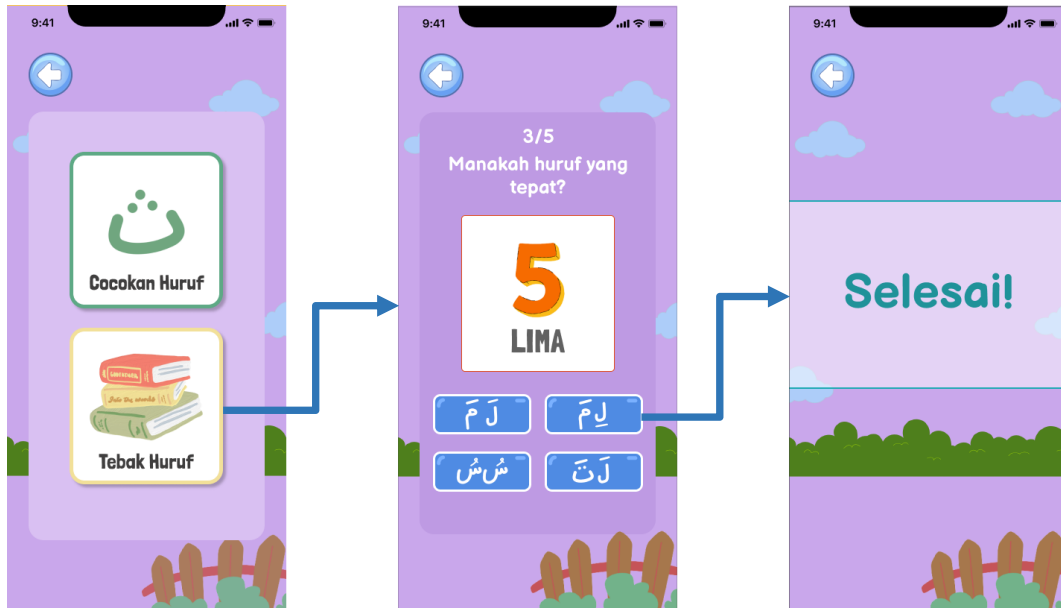 9:41
ت
Cocokan Huruf
Tebak Huruf
9:41
3/5
Manakah huruf yang
tepat?
5
LIMA
لَ مَ
لِمَ
سُسُ
لَتَ
9:41
Selesai!